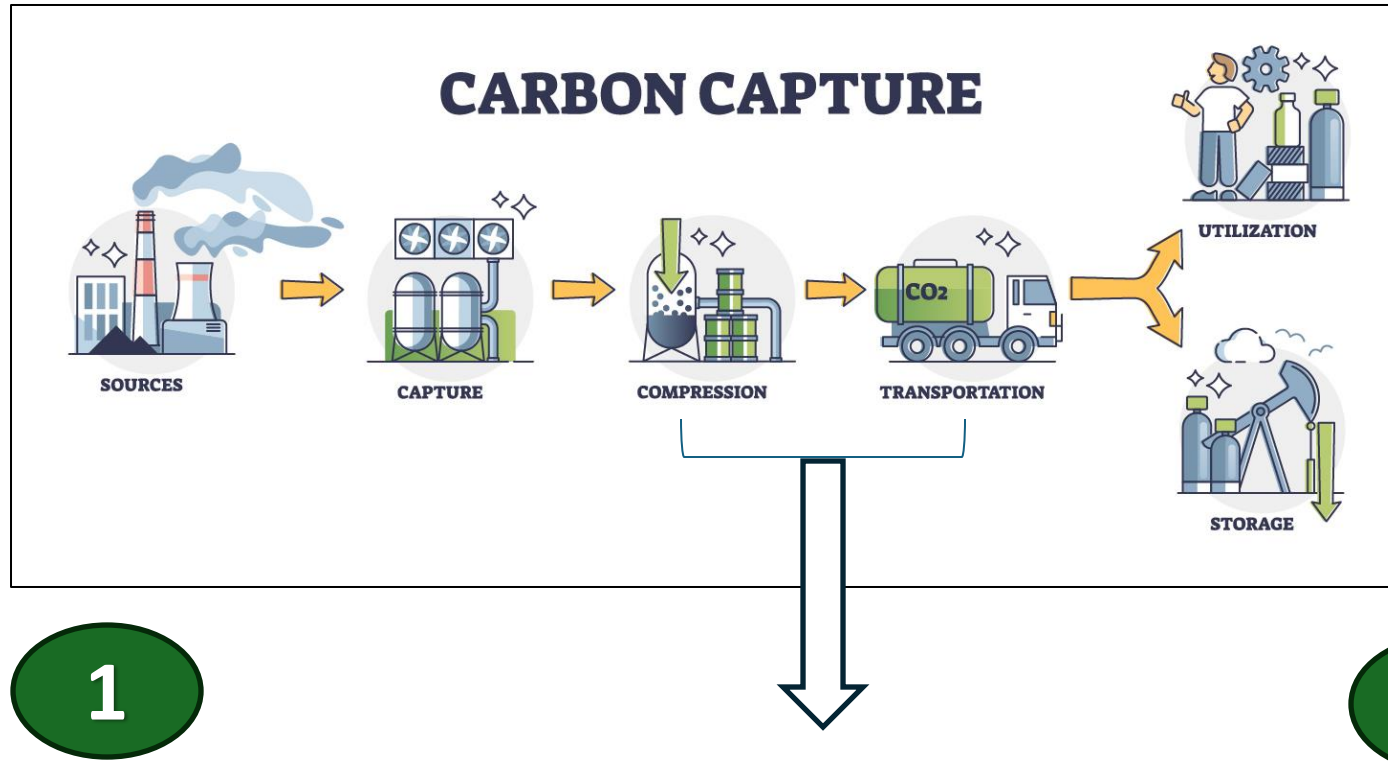 CARBON CAPTURE
UTILIZATION
CO2
SOURCES
CAPTURE
COMPRESSION
TRANSPORTATION
STORAGE
1